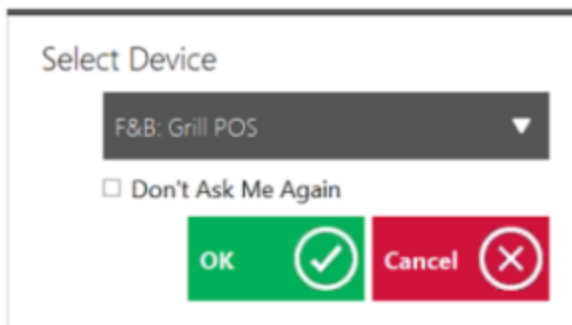 Select Device
F&B: Grill POS
Don't Ask Me Again
OK
Cancel